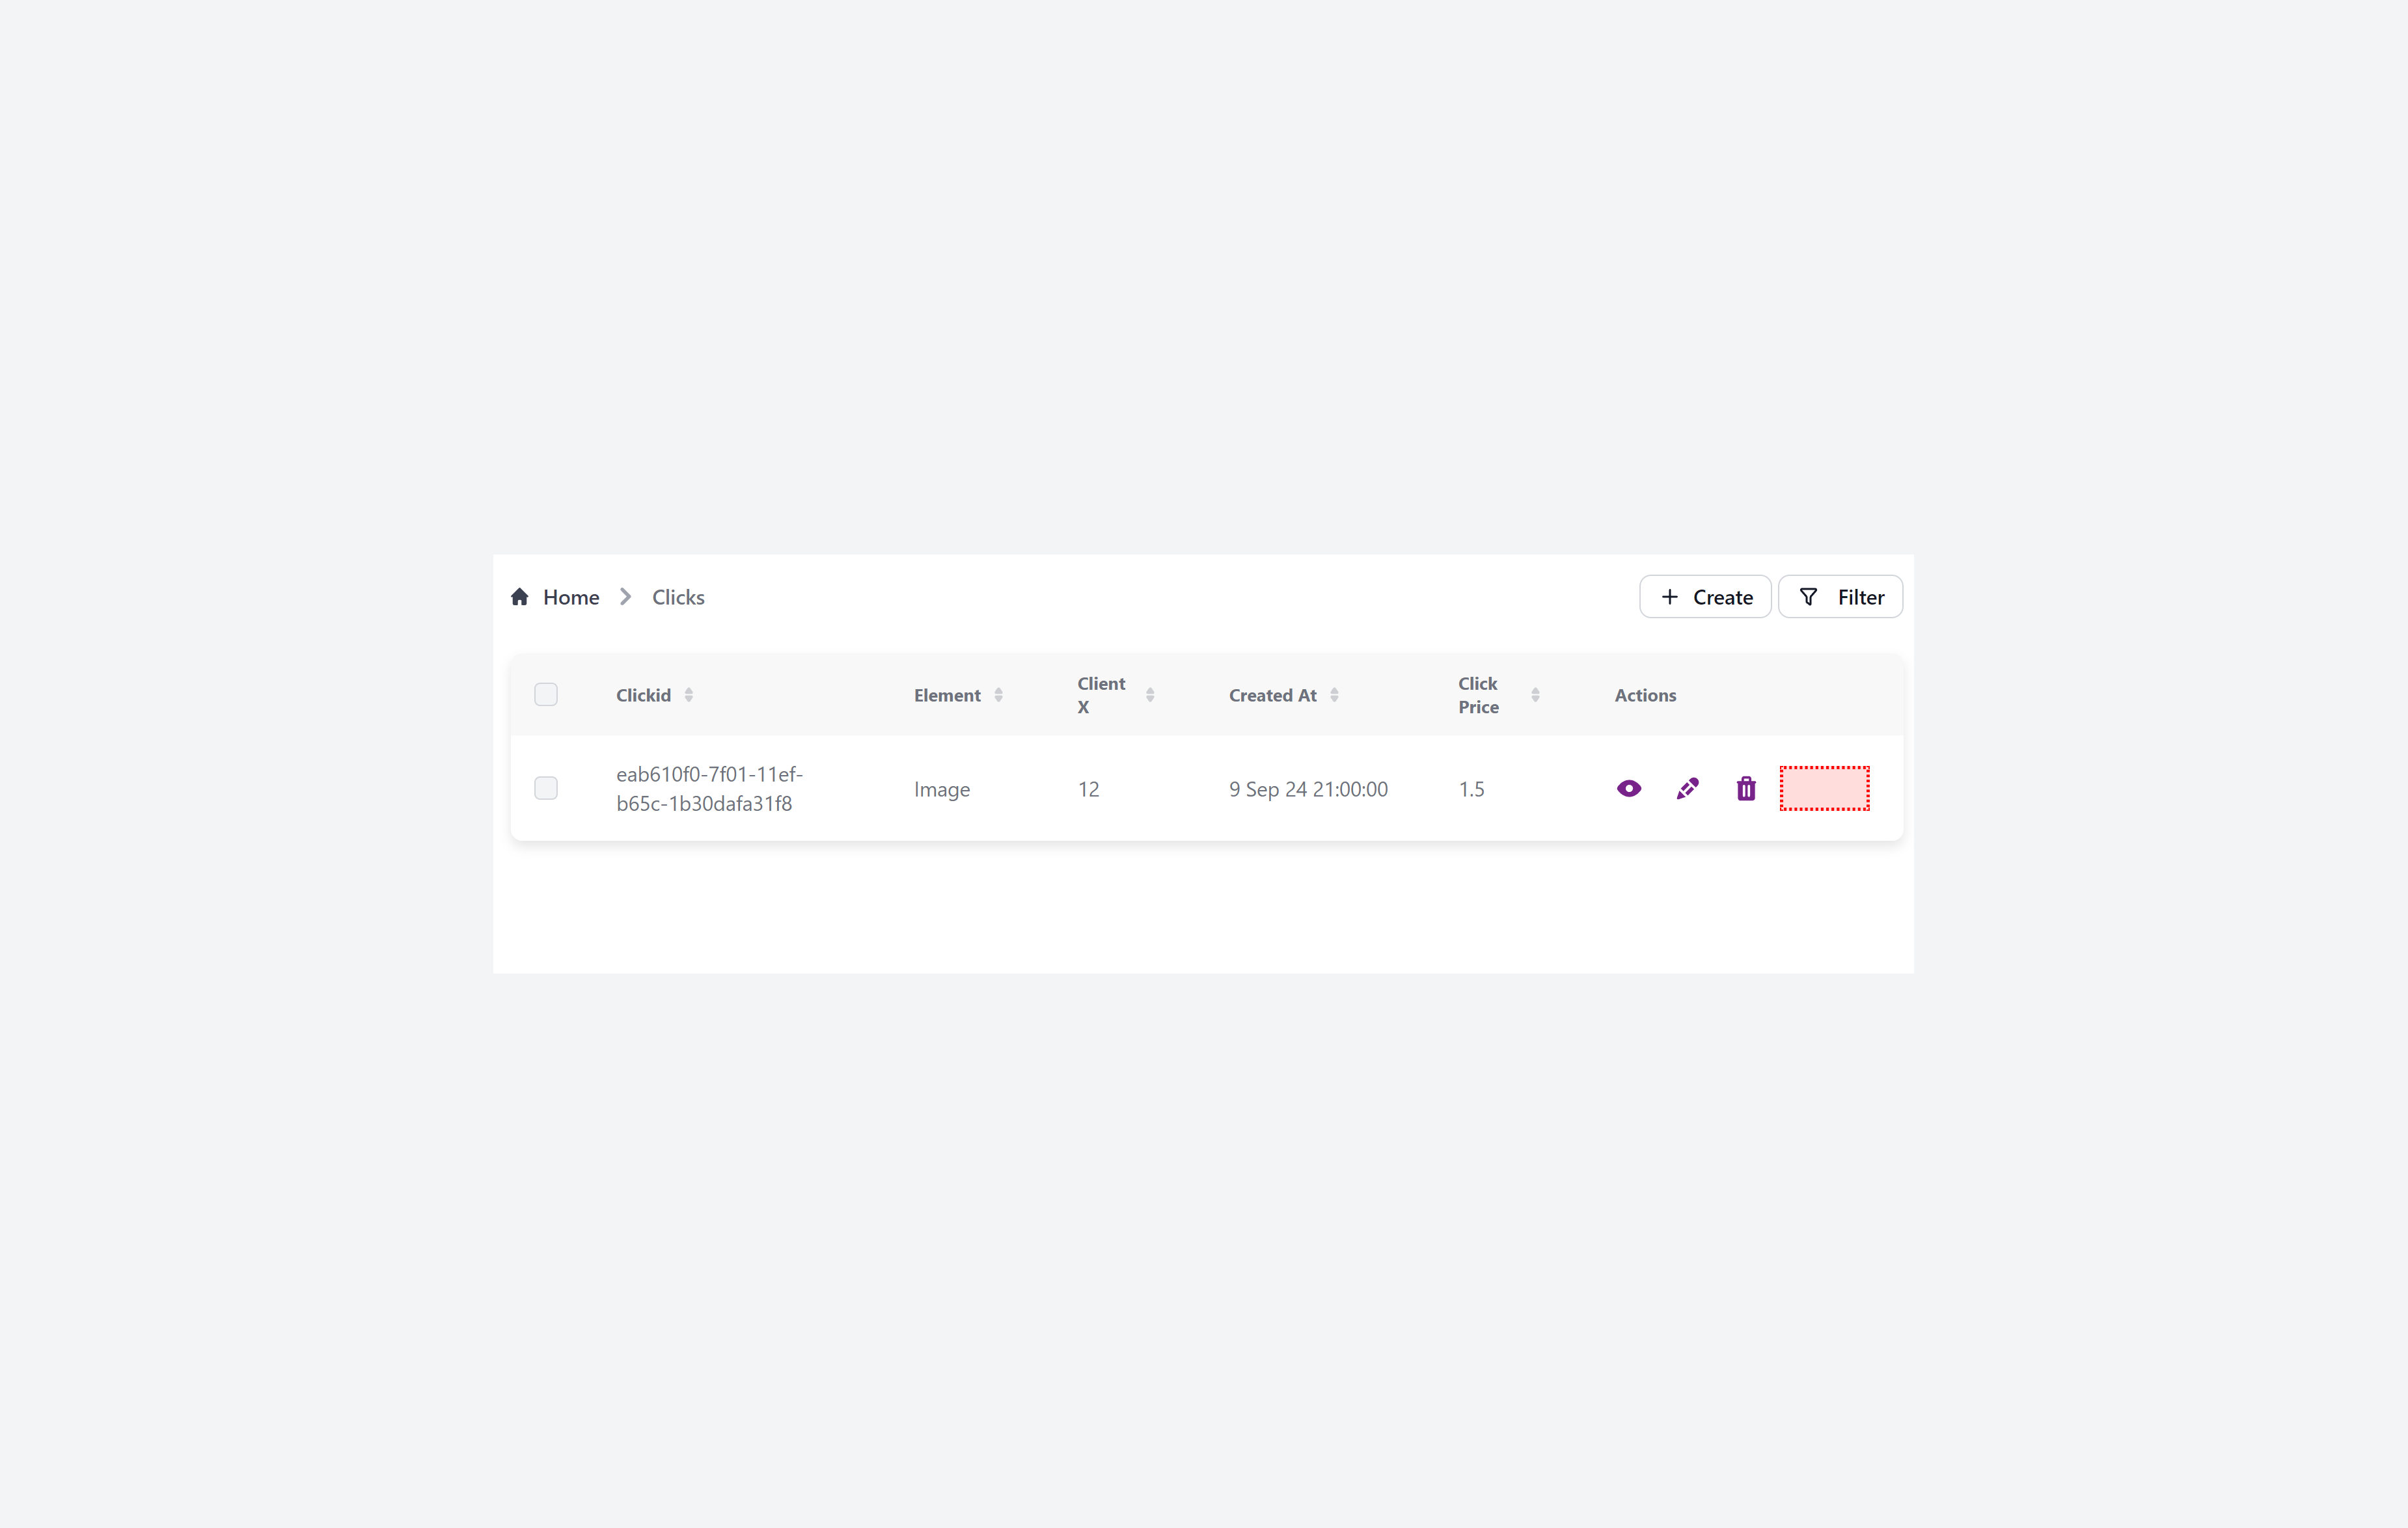 Home Clicks Create Filter
Clickid Element Client X Created At Click Price Actions
eab610f0-7f01-11ef-
b65c-1b30dafa31f8 Image 12 9 Sep 24 21:00:00 1.5